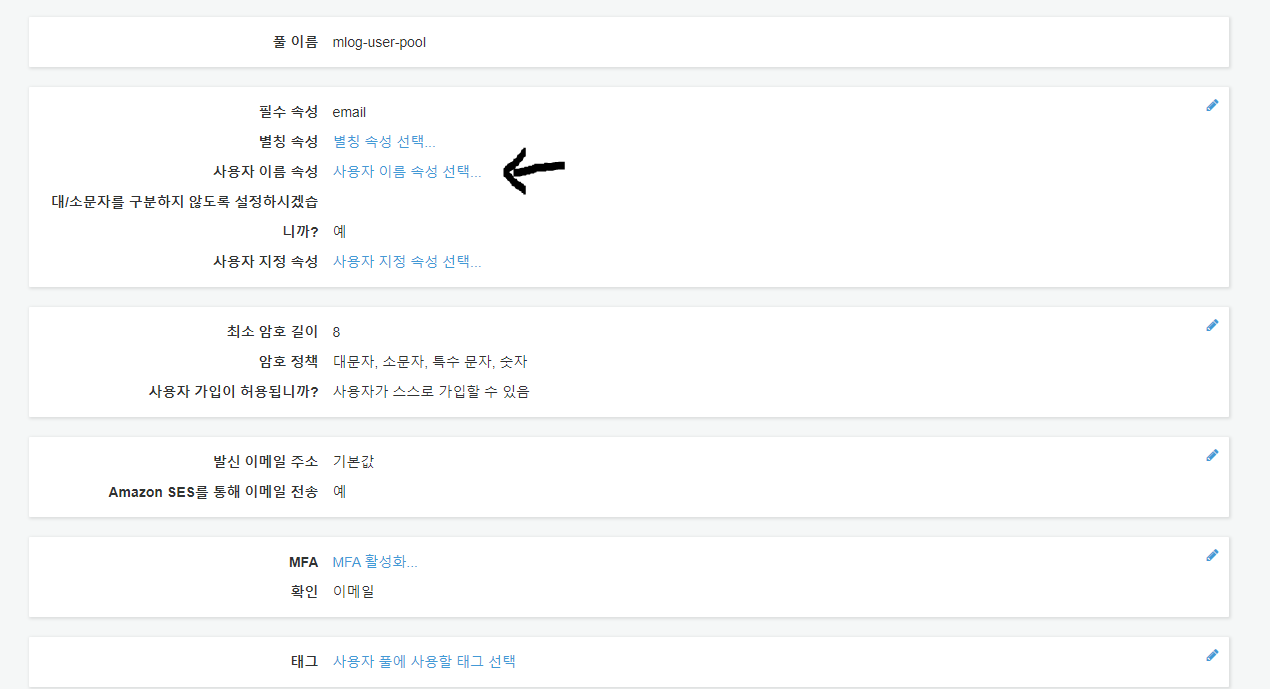 풀 이름 mlog-user-pool
필수 속성 email
별칭 속성 별칭 속성 선택...
사용자 이름 속성 사용자 이름 속성 선택...
대/소문자를 구분하지 않도록 설정하시겠습
니까? 예
사용자 지정 속성 사용자 지정 속성 선택...
최소 암호 길이 8
암호 정책 대문자, 소문자, 특수 문자, 숫자
사용자 가입이 허용됩니까? 사용자가 스스로 가입할 수 있음
발신 이메일 주소 기본값
Amazon SES를 통해 이메일 전송 예
MFA MFA 활성화...
확인 이메일
태그 사용자 풀에 사용할 태그 선택